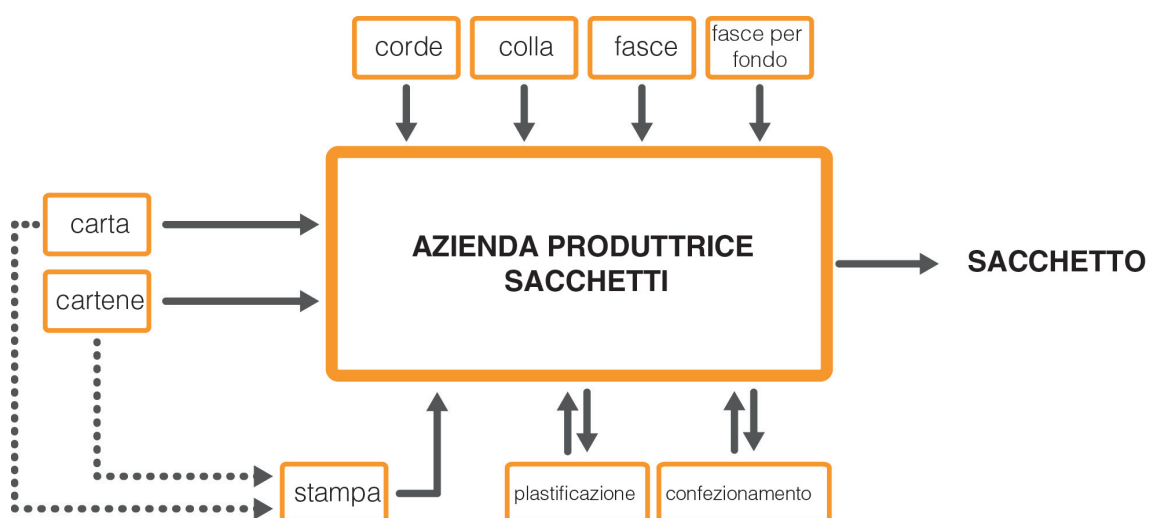 corde
colla
fasce
fasce per
fondo
carta
cartene
AZIENDA PRODUTTRICE
SACCHETTI
SACCHETTO
stampa
plastificazione
confezionamento